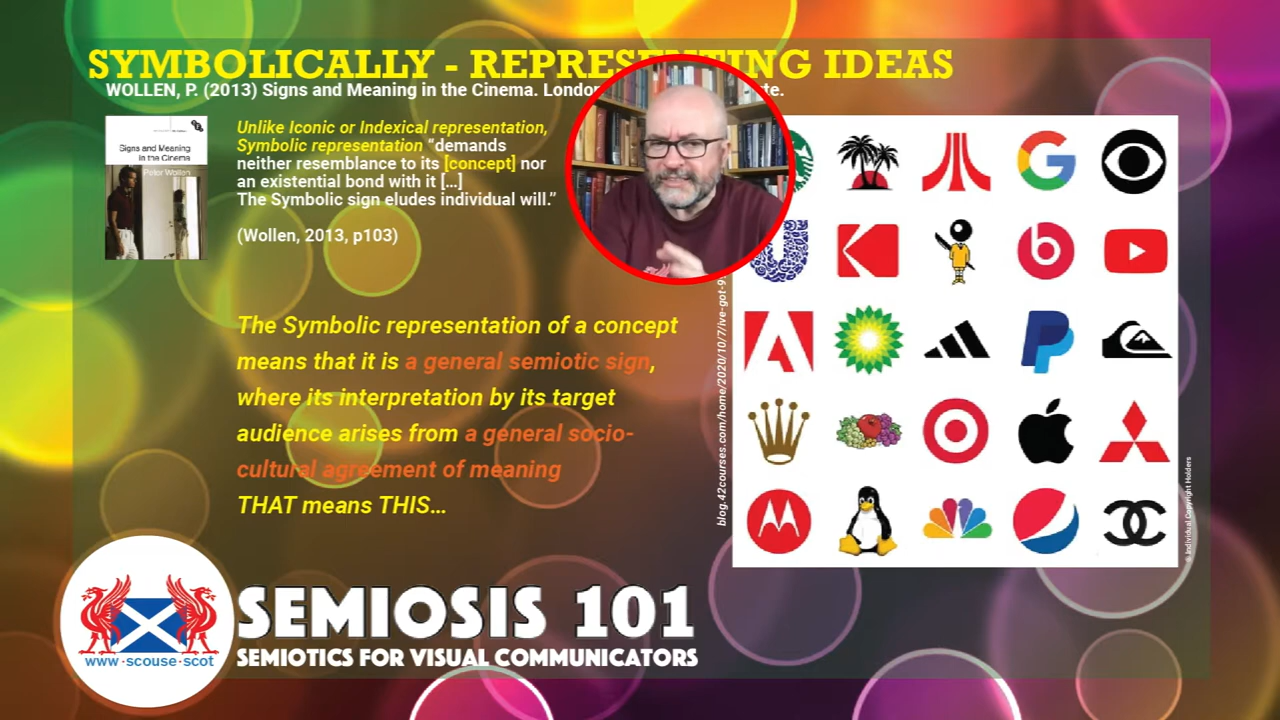 SYMBOLICALLY - REPRESENTING IDEAS
WOLLEN, P. (2013) Signs and Meaning in the Cinema. London te.
Signs and Meaning
in the Cinema
Peter Wollen
Unlike Iconic or Indexical representation,
Symbolic representation “demands
neither resemblance to its [concept] nor
an existential bond with it [...]
The Symbolic sign eludes individual will.”
(Wollen, 2013, p103)
The Symbolic representation of a concept
means that it is a general semiotic sign,
where its interpretation by its target
audience arises from a general socio-
cultural agreement of meaning
THAT means THIS...
blog.42courses.com/home/2020/10/7/ive-got-9
© Individual Copyright Holders
www·scouse·scot
SEMIOSIS 101
SEMIOTICS FOR VISUAL COMMUNICATORS